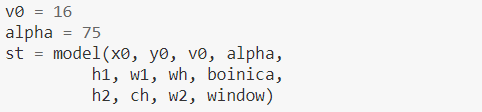 v0 = 16
alpha = 75
st = model(x0, y0, v0, alpha,
h1, w1, wh, boinica,
h2, ch, w2, window)